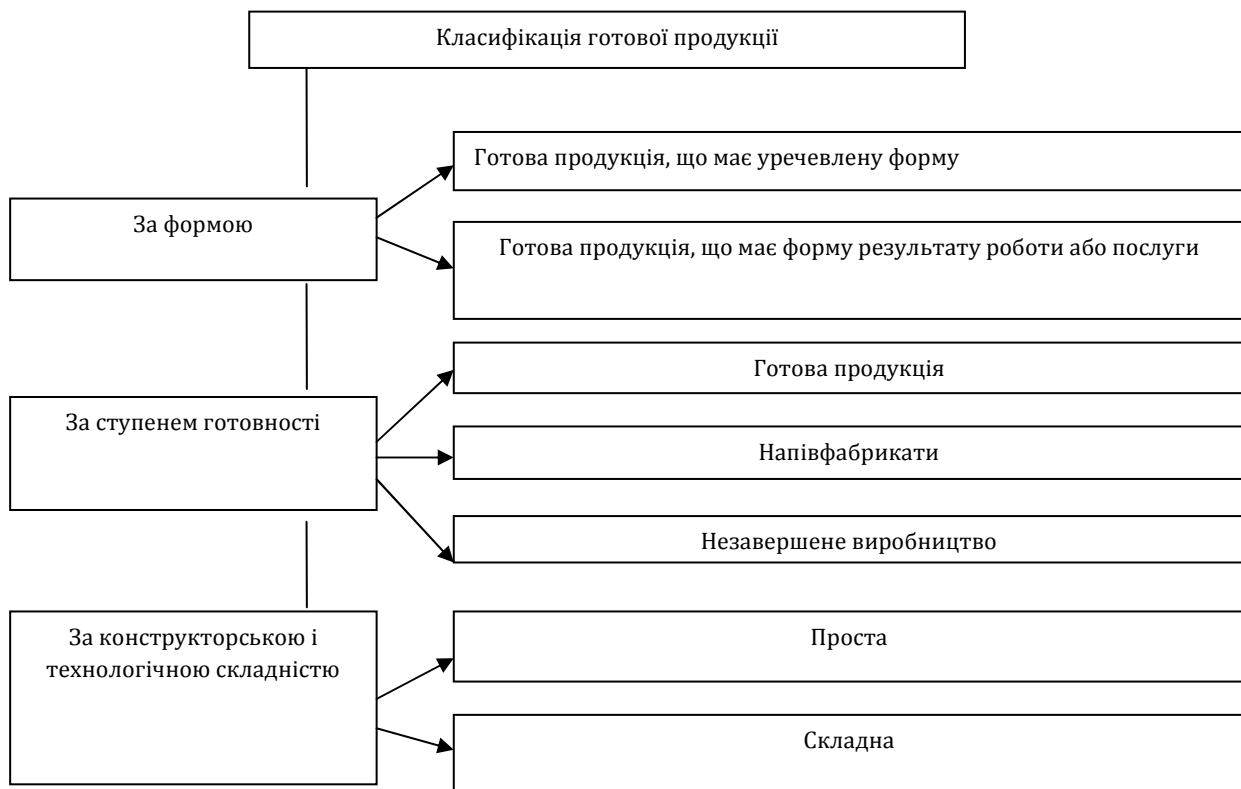 Класифікація готової продукції
Готова продукція, що має уречевлену форму
За формою
Готова продукція, що має форму результату роботи або послуги
Готова продукція
За ступенем готовності
Напівфабрикати
Незавершене виробництво
За конструкторською і
технологічною складністю
Проста
Складна